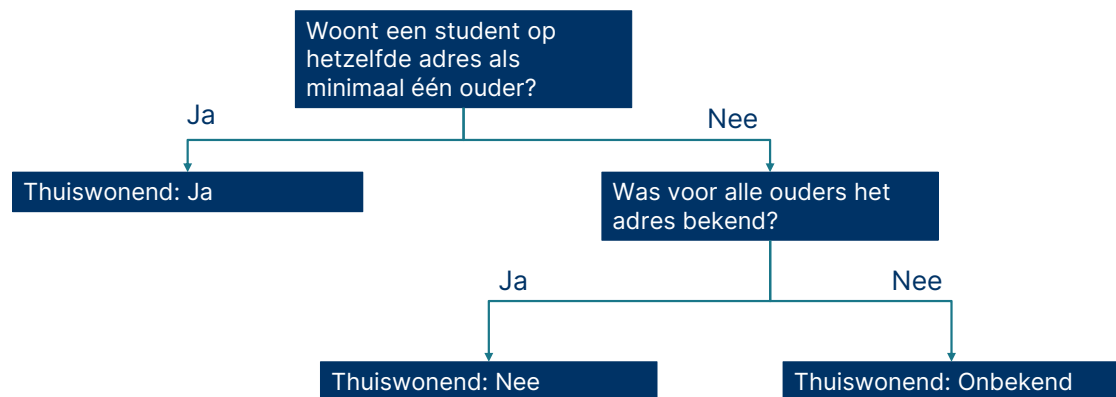 Woont een student op
hetzelfde adres als
minimaal één ouder?
Ja
Nee
Thuiswonend: Ja
Was voor alle ouders het
adres bekend?
Ja
Nee
Thuiswonend: Nee
Thuiswonend: Onbekend